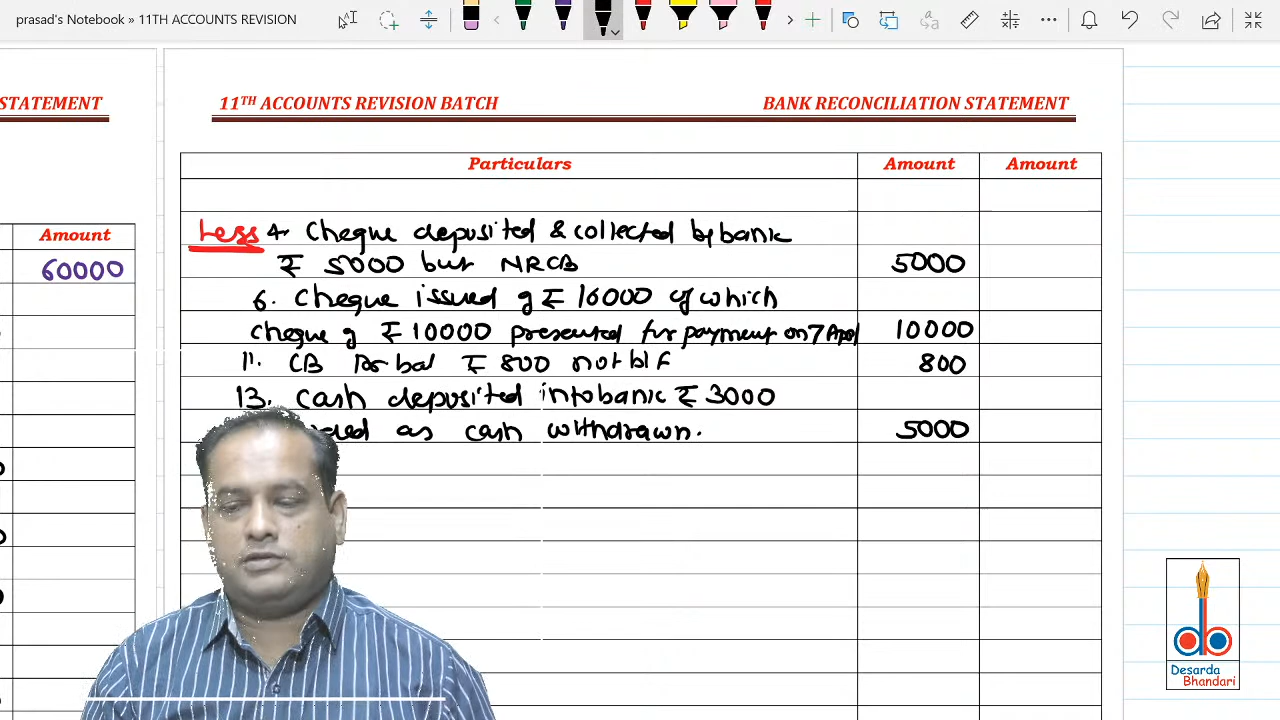 prasad's Notebook » 11TH ACCOUNTS REVISION
STATEMENT
11TH ACCOUNTS REVISION BATCH BANK RECONCILIATION STATEMENT
Particulars Amount Amount
Amount
60000
Less 4. Cheque deposited & collected by bank
₹ 5000 but NRCB 5000
6. Cheque issued of ₹ 16000 of which
cheque of ₹ 10000 presented for payment on 7 April 10000
11. CB Dr bal ₹ 800 not b/f 800
13. Cash deposited into bank ₹ 3000
as cash withdrawn. 5000
Desarda
Bhandari